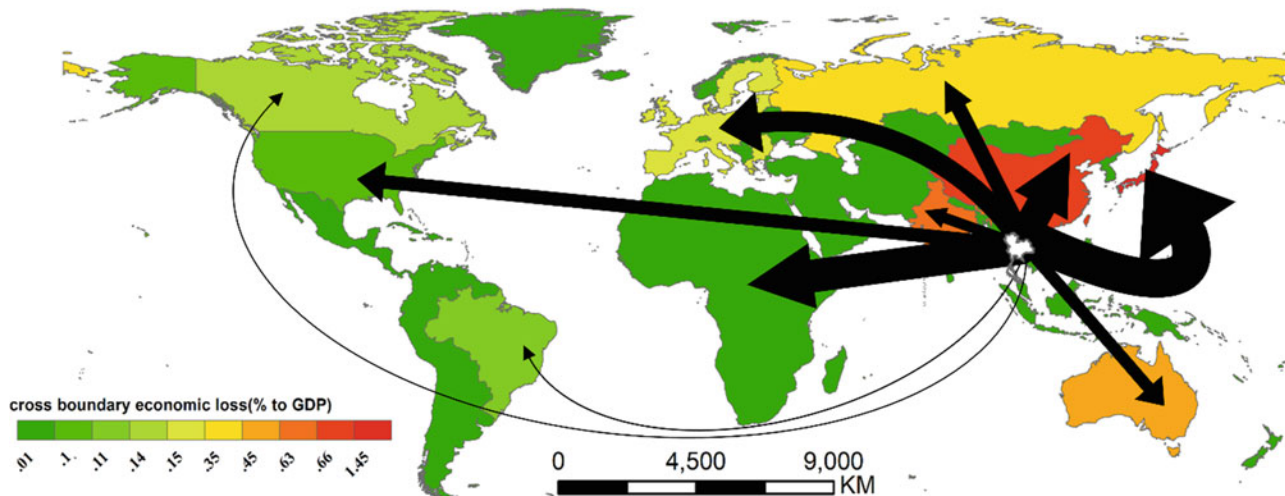 cross boundary economic loss(% to GDP)
.01 .1. .11 .14 .15 .35 .45 .63 .66 1.45
0 4,500 9,000
KM